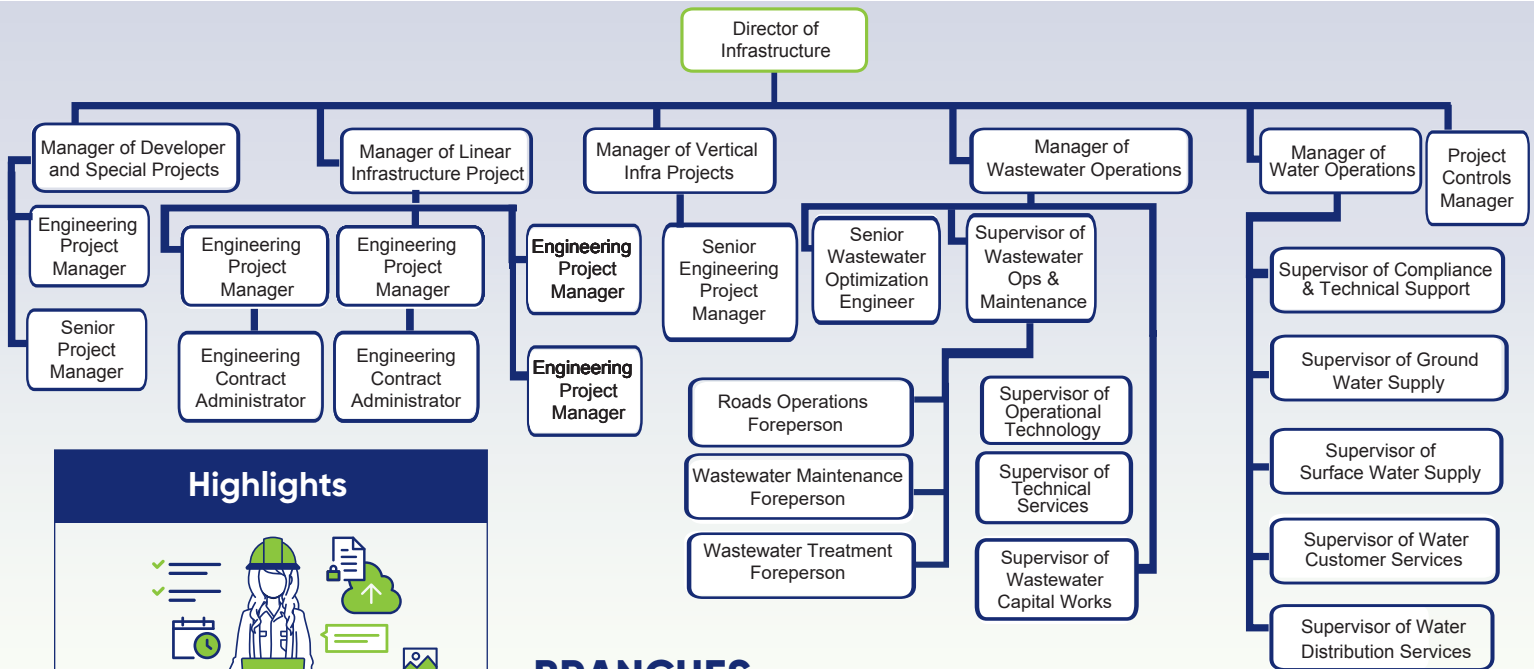 Director of
Infrastructure
Manager of Developer
and Special Projects
Manager of Linear
Infrastructure Project
Manager of Vertical
Infra Projects
Manager of
Wastewater Operations
Manager of
Water Operations
Project
Controls
Manager
Engineering
Project
Manager
Senior
Project
Manager
Engineering
Project
Manager
Engineering
Contract
Administrator
Engineering
Project
Manager
Engineering
Contract
Administrator
Engineering
Project
Manager
Engineering
Project
Manager
Senior
Engineering
Project
Manager
Senior
Wastewater
Optimization
Engineer
Supervisor of
Wastewater
Ops &
Maintenance
Roads Operations
Foreperson
Wastewater Maintenance
Foreperson
Wastewater Treatment
Foreperson
Supervisor of
Operational
Technology
Supervisor of
Technical
Services
Supervisor of
Wastewater
Capital Works
Supervisor of Compliance
& Technical Support
Supervisor of Ground
Water Supply
Supervisor of
Surface Water Supply
Supervisor of Water
Customer Services
Supervisor of Water
Distribution Services
Highlights
BRANCHES